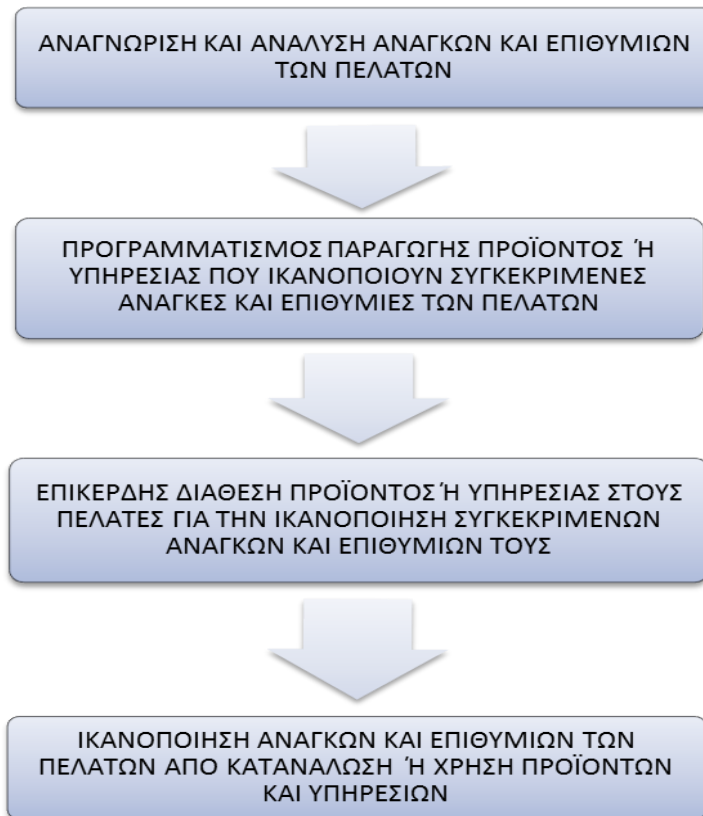 ΑΝΑΓΝΩΡΙΣΗ ΚΑΙ ΑΝΑΛΥΣΗ ΑΝΑΓΚΩΝ ΚΑΙ ΕΠΙΘΥΜΙΩΝ
ΤΩΝ ΠΕΛΑΤΩΝ
ΠΡΟΓΡΑΜΜΑΤΙΣΜΟΣ ΠΑΡΑΓΩΓΗΣ ΠΡΟΪΟΝΤΟΣ Ή
ΥΠΗΡΕΣΙΑΣ ΠΟΥ ΙΚΑΝΟΠΟΙΟΥΝ ΣΥΓΚΕΚΡΙΜΕΝΕΣ
ΑΝΑΓΚΕΣ ΚΑΙ ΕΠΙΘΥΜΙΕΣ ΤΩΝ ΠΕΛΑΤΩΝ
ΕΠΙΚΕΡΔΗΣ ΔΙΑΘΕΣΗ ΠΡΟΪΟΝΤΟΣ Ή ΥΠΗΡΕΣΙΑΣ ΣΤΟΥΣ
ΠΕΛΑΤΕΣ ΓΙΑ ΤΗΝ ΙΚΑΝΟΠΟΙΗΣΗ ΣΥΓΚΕΚΡΙΜΕΝΩΝ
ΑΝΑΓΚΩΝ ΚΑΙ ΕΠΙΘΥΜΙΩΝ ΤΟΥΣ
ΙΚΑΝΟΠΟΙΗΣΗ ΑΝΑΓΚΩΝ ΚΑΙ ΕΠΙΘΥΜΙΩΝ ΤΩΝ
ΠΕΛΑΤΩΝ ΑΠΟ ΚΑΤΑΝΑΛΩΣΗ Ή ΧΡΗΣΗ ΠΡΟΪΟΝΤΩΝ
ΚΑΙ ΥΠΗΡΕΣΙΩΝ